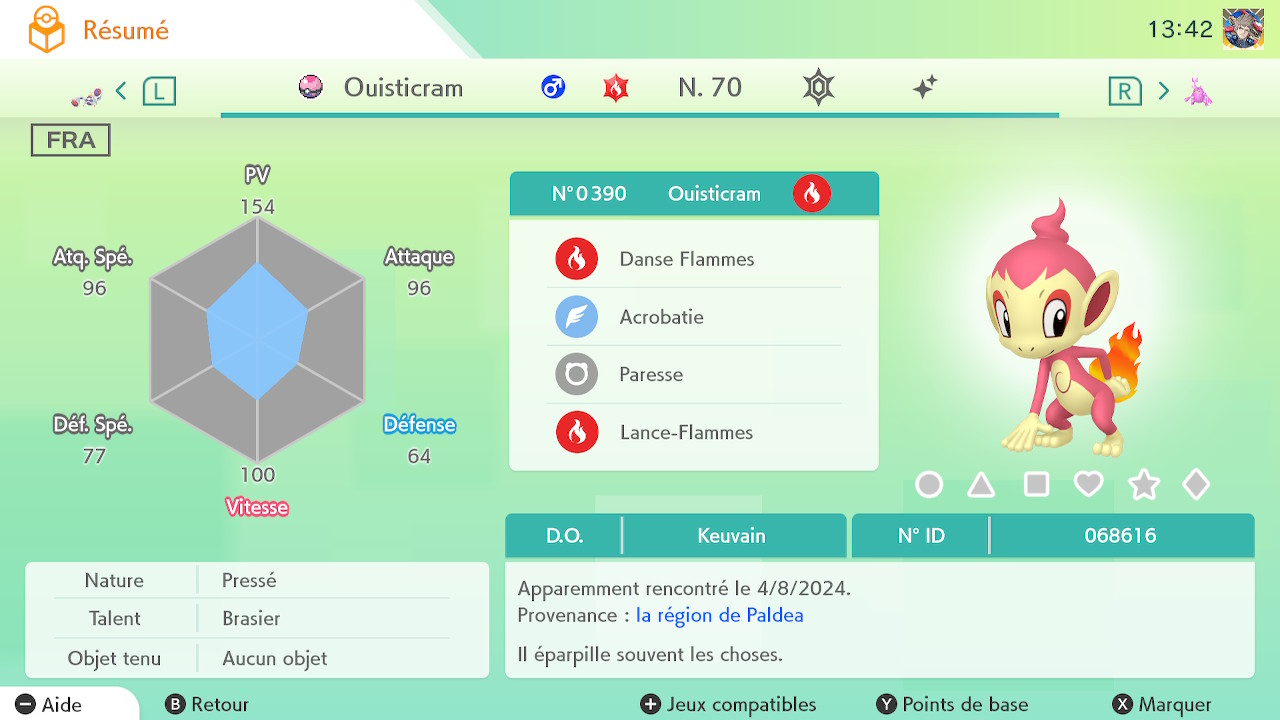 Résumé
13:42
L
Ouisticram
N. 70
R
FRA
PV
154
Atq. Spé.
96
Attaque
96
Déf. Spé.
77
Défense
64
100
Vitesse
N° 0390 Ouisticram
Danse Flammes
Acrobatie
Paresse
Lance-Flammes
D.O. Keuvain
N° ID 068616
Nature Pressé
Talent Brasier
Objet tenu Aucun objet
Apparemment rencontré le 4/8/2024.
Provenance : la région de Paldea
Il éparpille souvent les choses.
Aide
B Retour
Jeux compatibles
Y Points de base
X Marquer